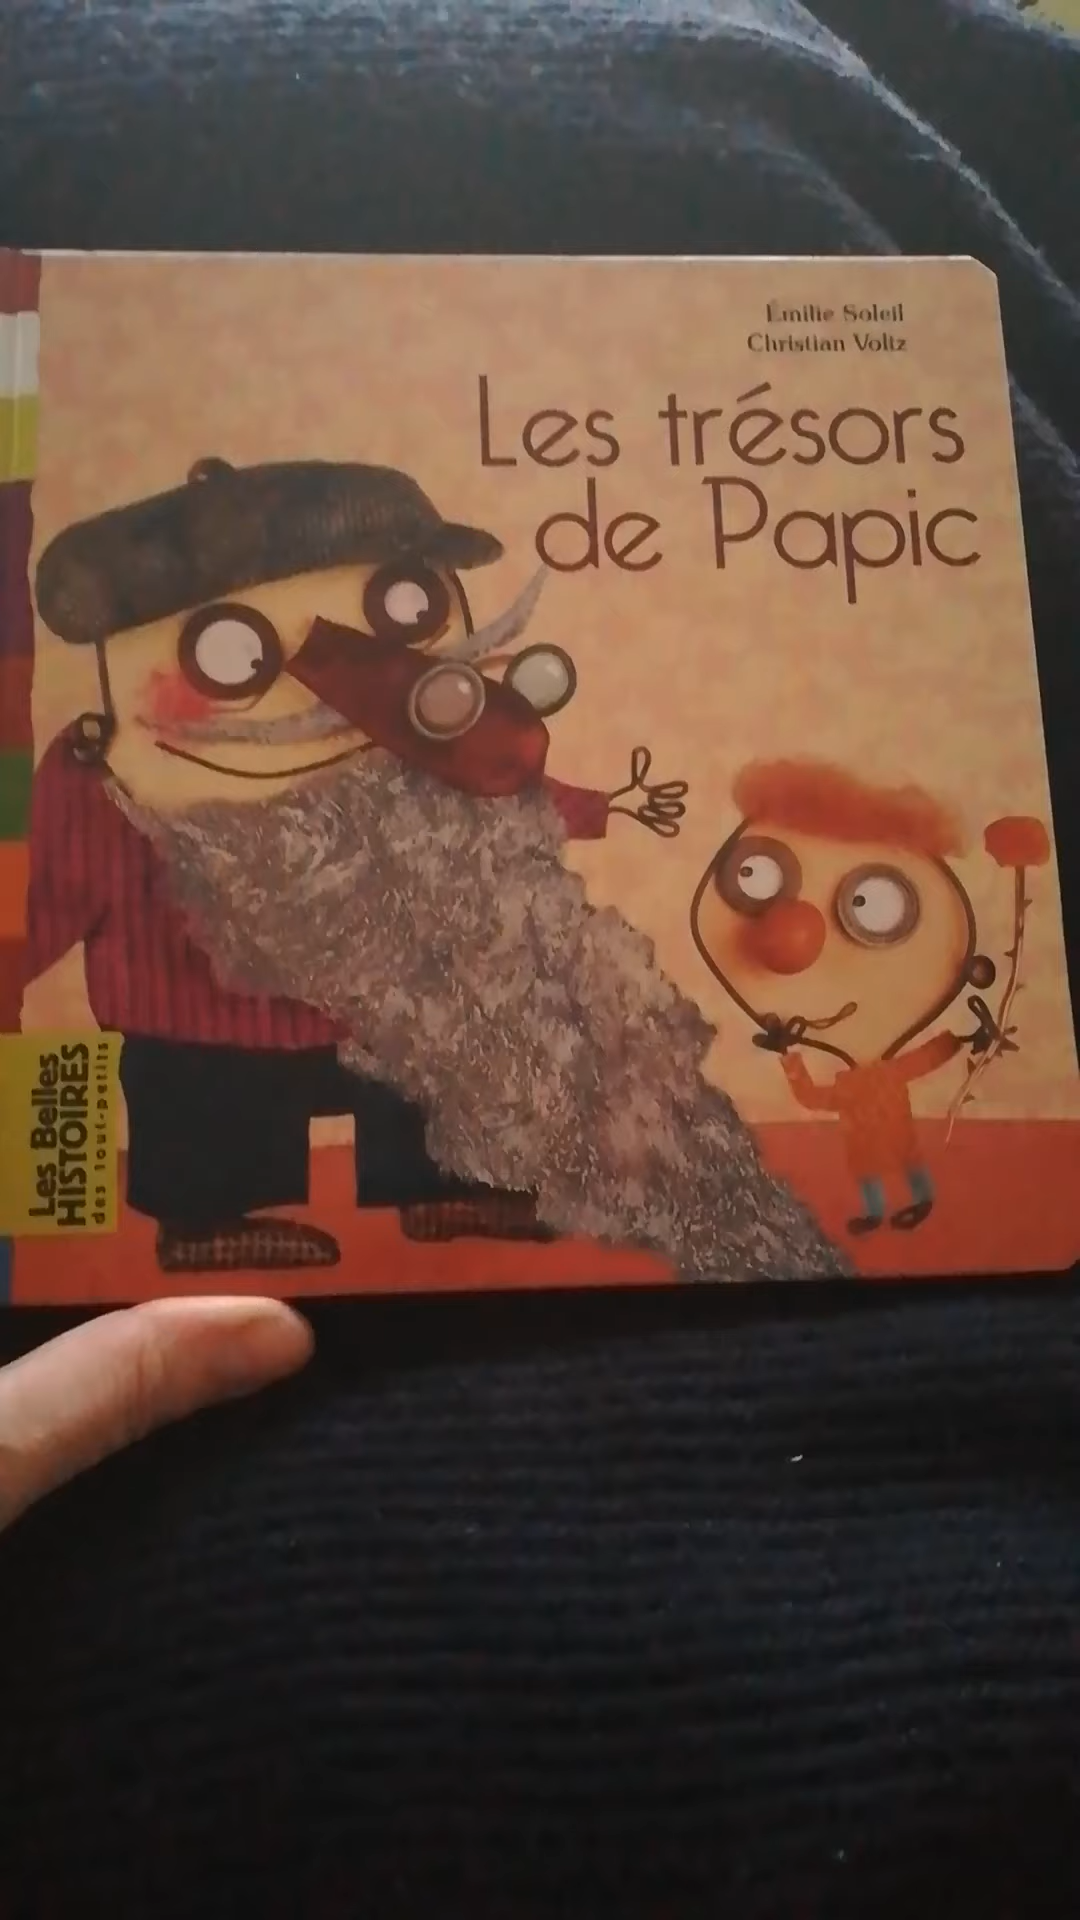 Émilie Soleil
Christian Voltz
Les trésors
de Papic
Les Belles
HISTOIRES
des tout-petits